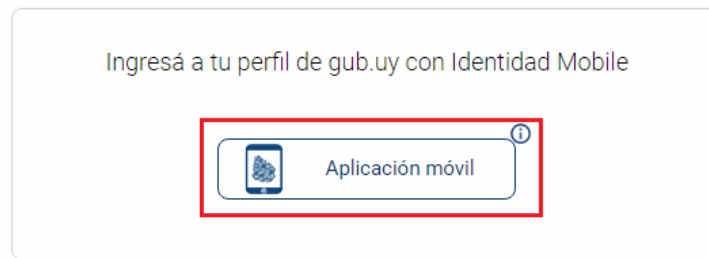 Ingresá a tu perfil de gub.uy con Identidad Mobile
Aplicación móvil